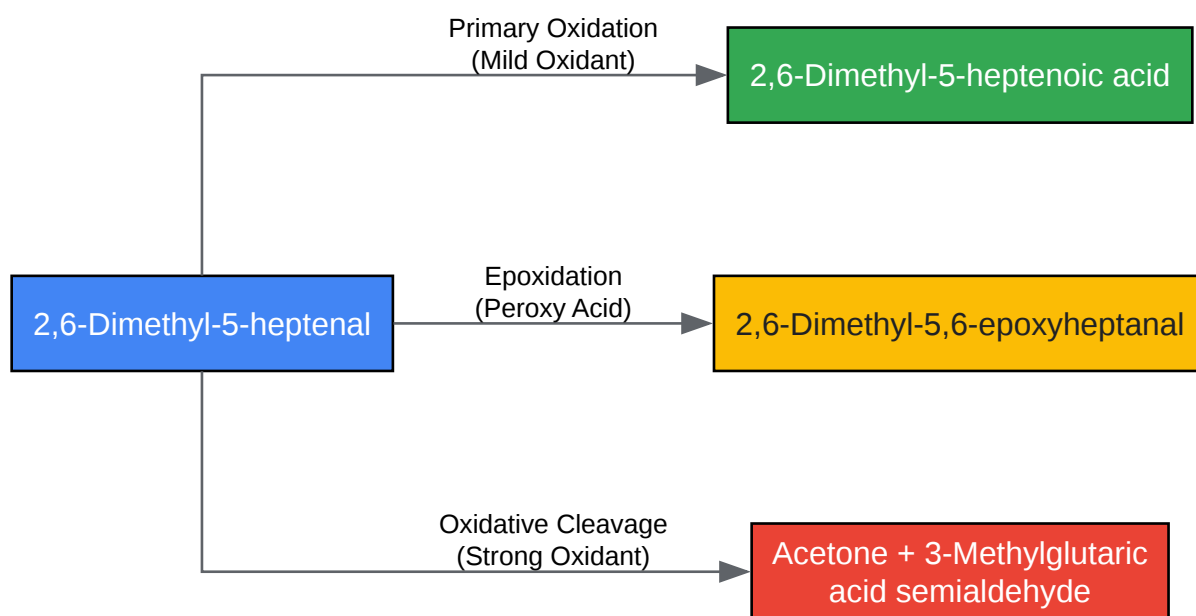 Primary Oxidation
(Mild Oxidant)
2,6-Dimethyl-5-heptenoic acid
2,6-Dimethyl-5-heptenal
Epoxidation
(Peroxy Acid)
2,6-Dimethyl-5,6-epoxyheptanal
Oxidative Cleavage
(Strong Oxidant)
Acetone + 3-Methylglutaric
acid semialdehyde